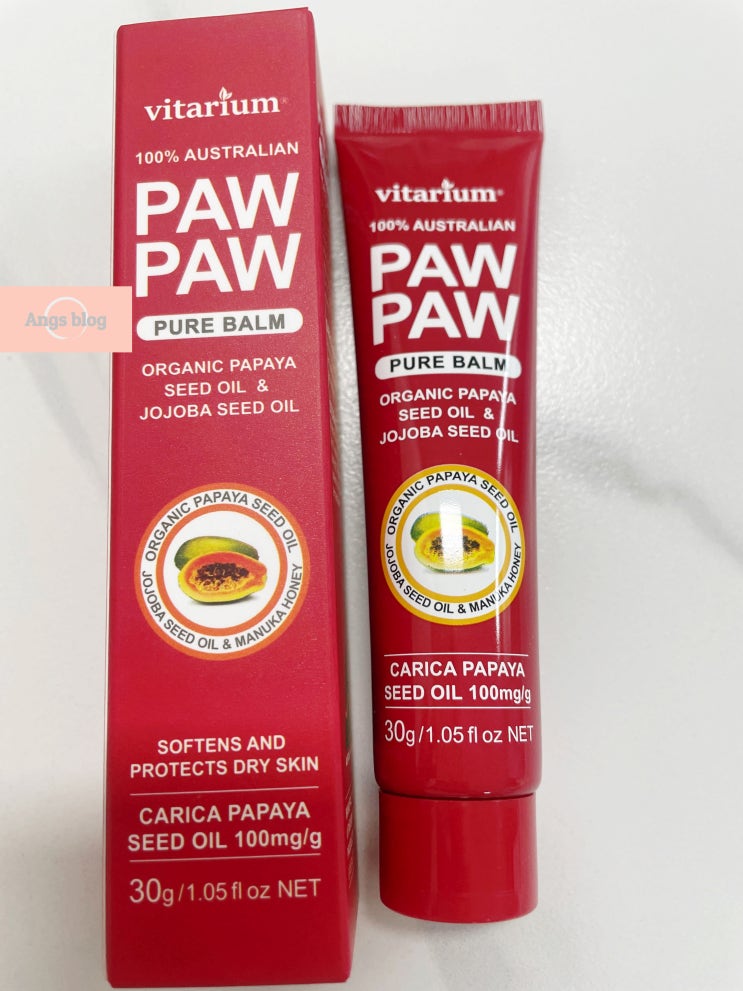 vitarium®
100% AUSTRALIAN
PAW
PAW
PURE BALM
ORGANIC PAPAYA
SEED OIL &
JOJOBA SEED OIL
ORGANIC PAPAYA SEED OIL
JOJOBA SEED OIL & MANUKA HONEY
SOFTENS AND
PROTECTS DRY SKIN
CARICA PAPAYA
SEED OIL 100mg/g
30g/1.05 fl oz NET
Angs blog
vitarium®
100% AUSTRALIAN
PAW
PAW
PURE BALM
ORGANIC PAPAYA
SEED OIL &
JOJOBA SEED OIL
ORGANIC PAPAYA SEED OIL
JOJOBA SEED OIL & MANUKA HONEY
CARICA PAPAYA
SEED OIL 100mg/g
30g/1.05 fl oz NET